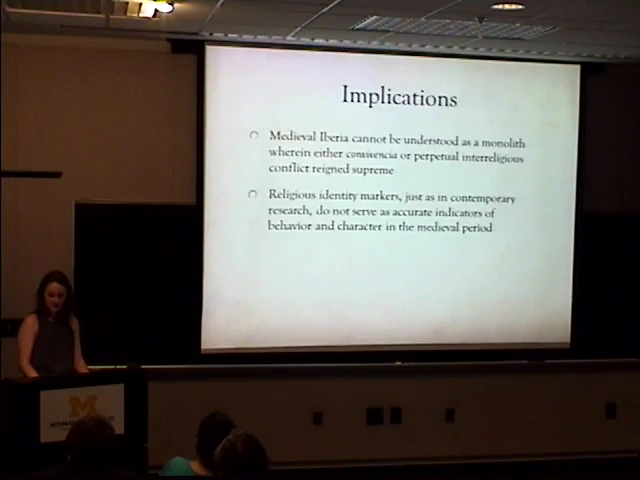 Implications
Medieval Iberia cannot be understood as a monolith
wherein either convivencia or perpetual interreligious
conflict reigned supreme
Religious identity markers, just as in contemporary
research, do not serve as accurate indicators of
behavior and character in the medieval period
M